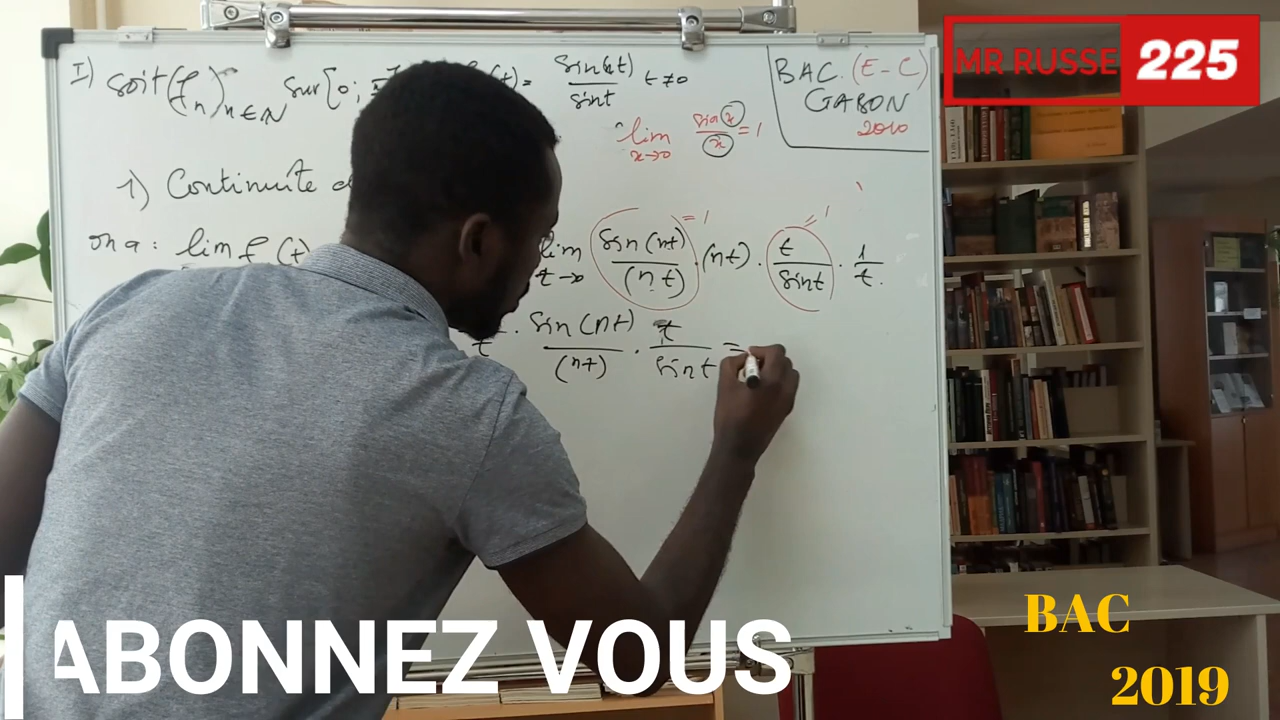 MR RUSSE 225
I) Soit (f_n)_{n∈N} sur [0; (t) = sin(nt)/sint t≠0
BAC. (E-C)
GABON
2010
lim x→0 sin(x)/x = 1
1) Continuité
on a: lim f (t) lim t→0 sin(nt)/(n.t) = 1 . (nt) . t/sint = 1 . 1/t.
t . sin(nt)/(nt) . t/sint =
ABONNEZ VOUS
BAC
2019